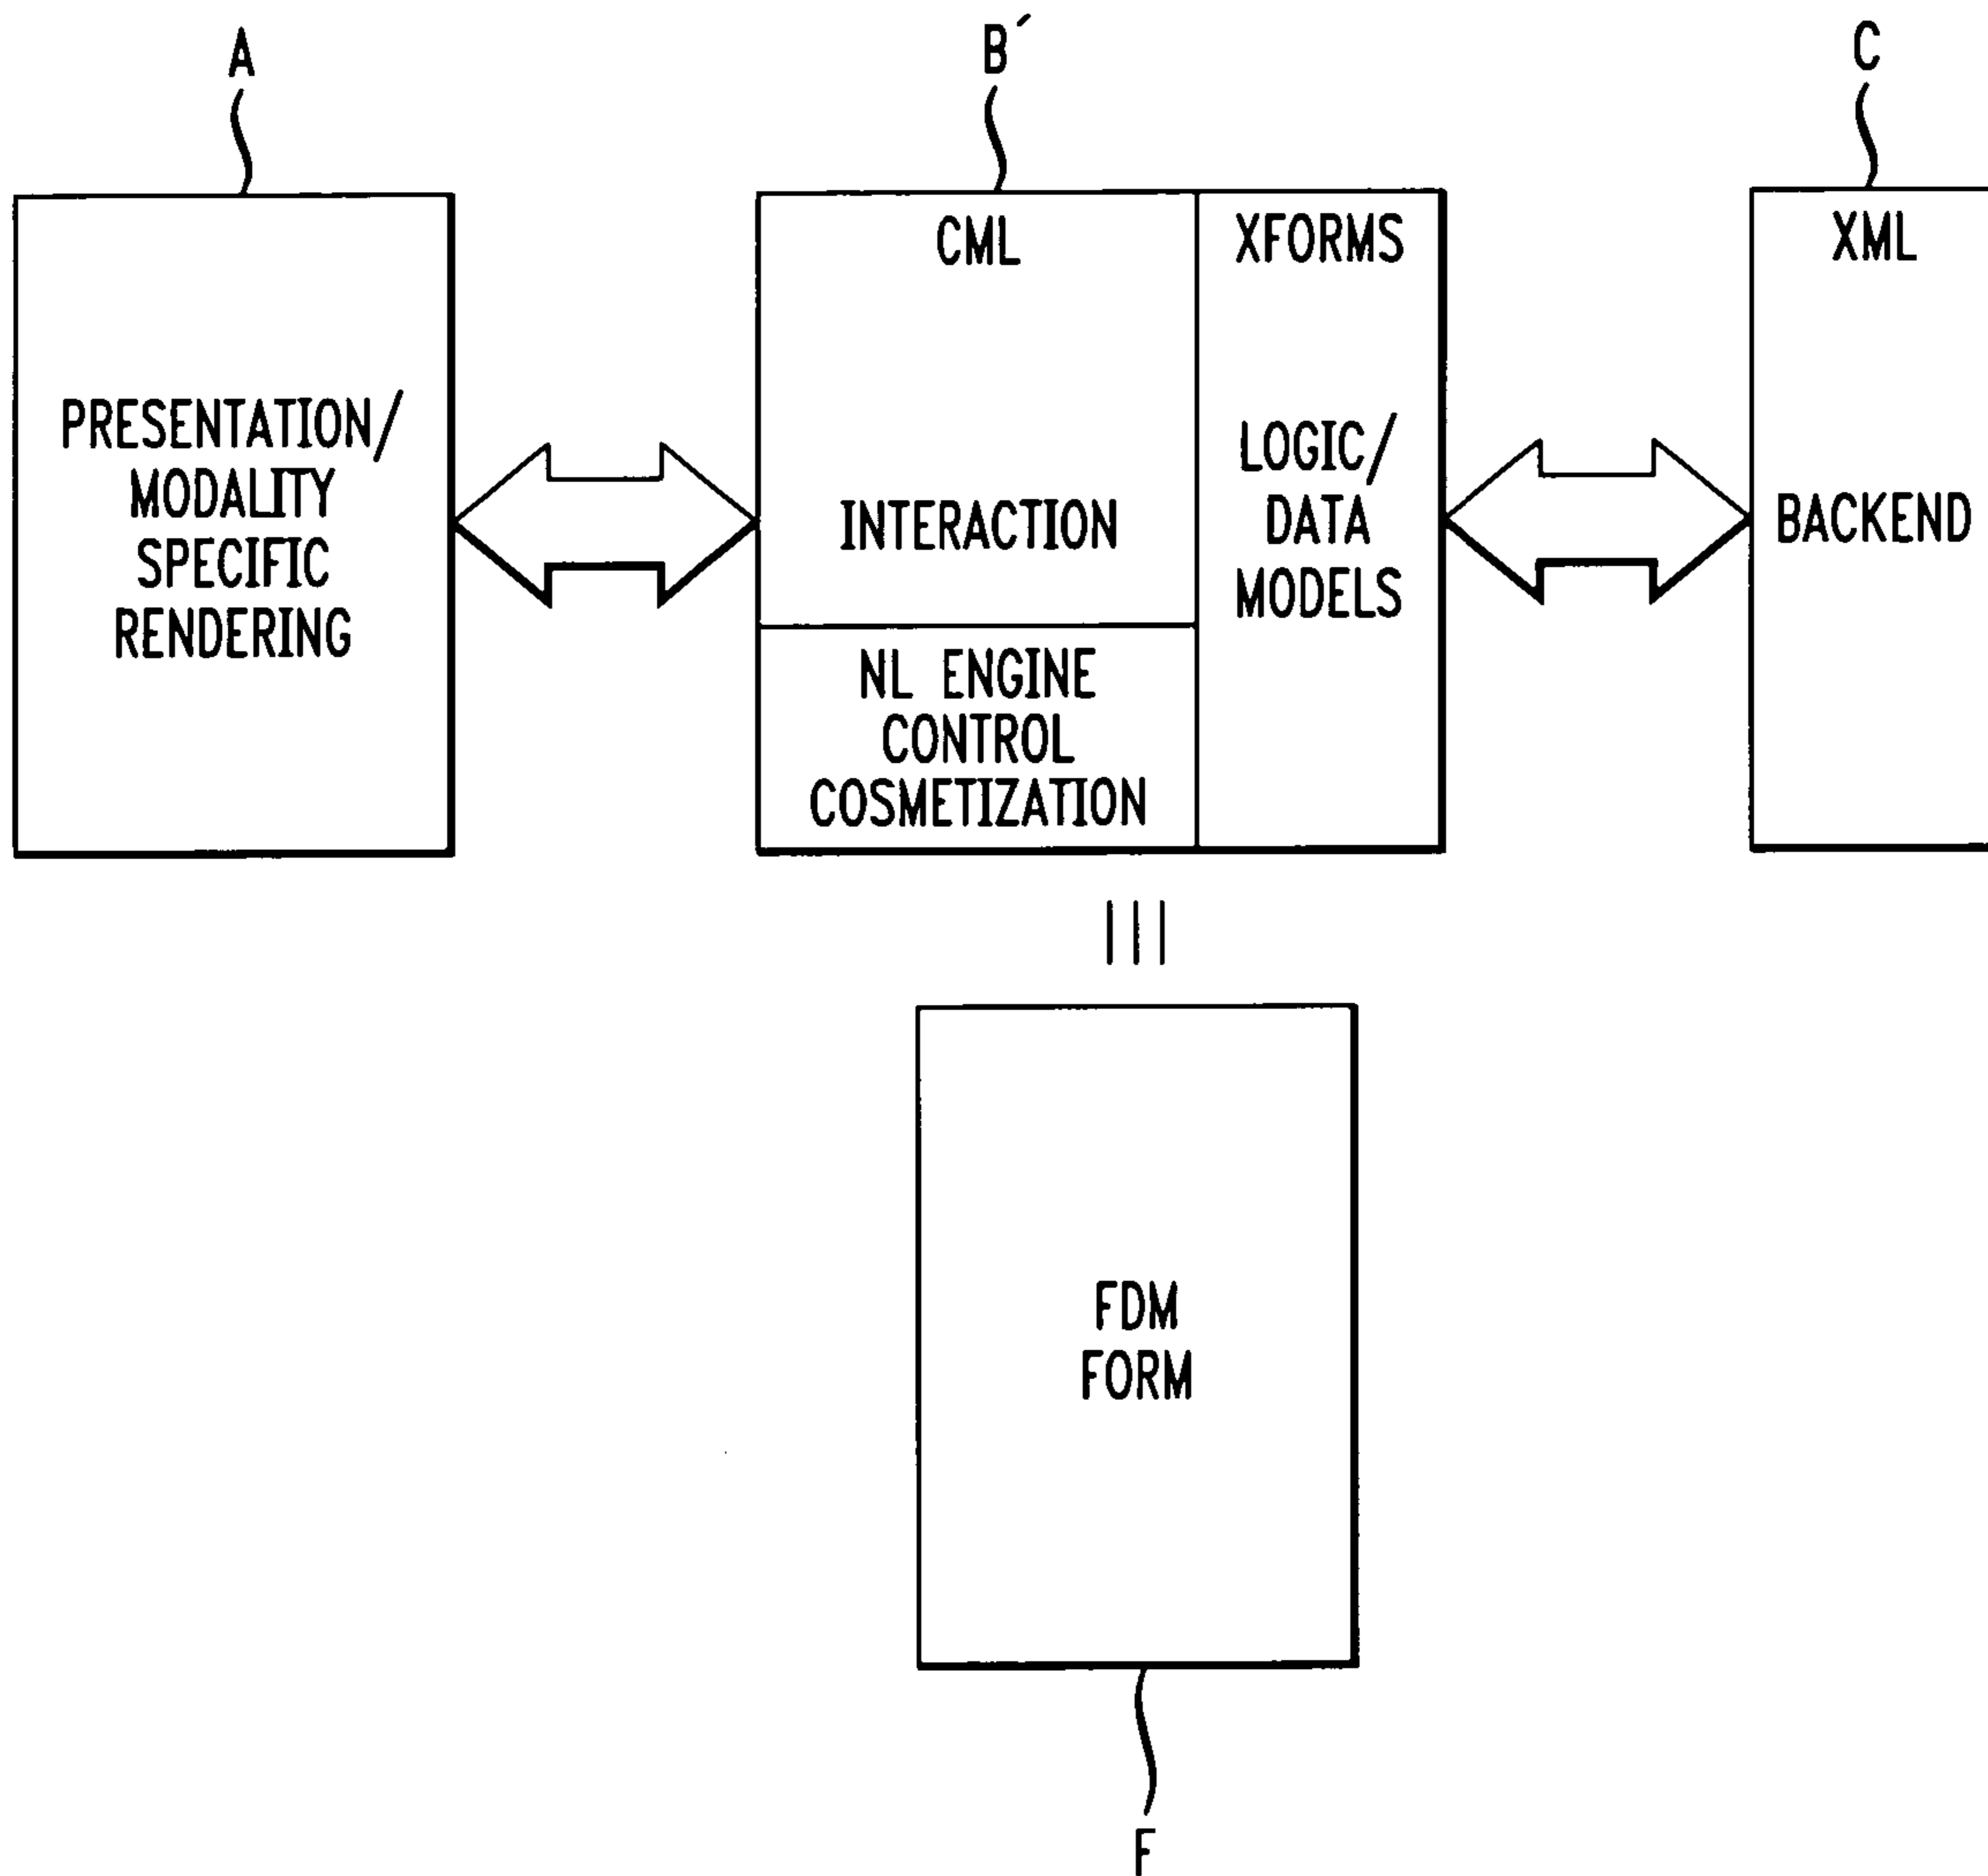 A
B´
C
PRESENTATION/
MODALITY
SPECIFIC
RENDERING
CML
INTERACTION
NL ENGINE
CONTROL
COSMETIZATION
XFORMS
LOGIC/
DATA
MODELS
XML
BACKEND
FDM
FORM
F